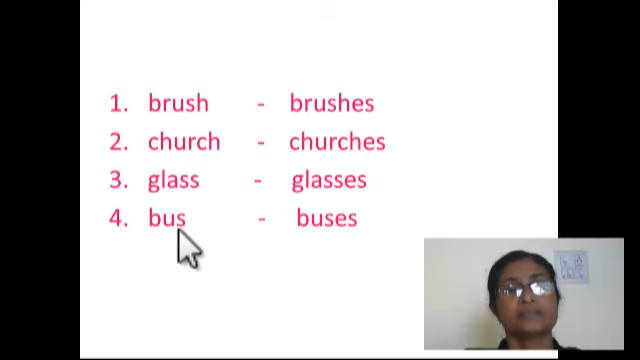 1. brush - brushes
2. church - churches
3. glass - glasses
4. bus - buses